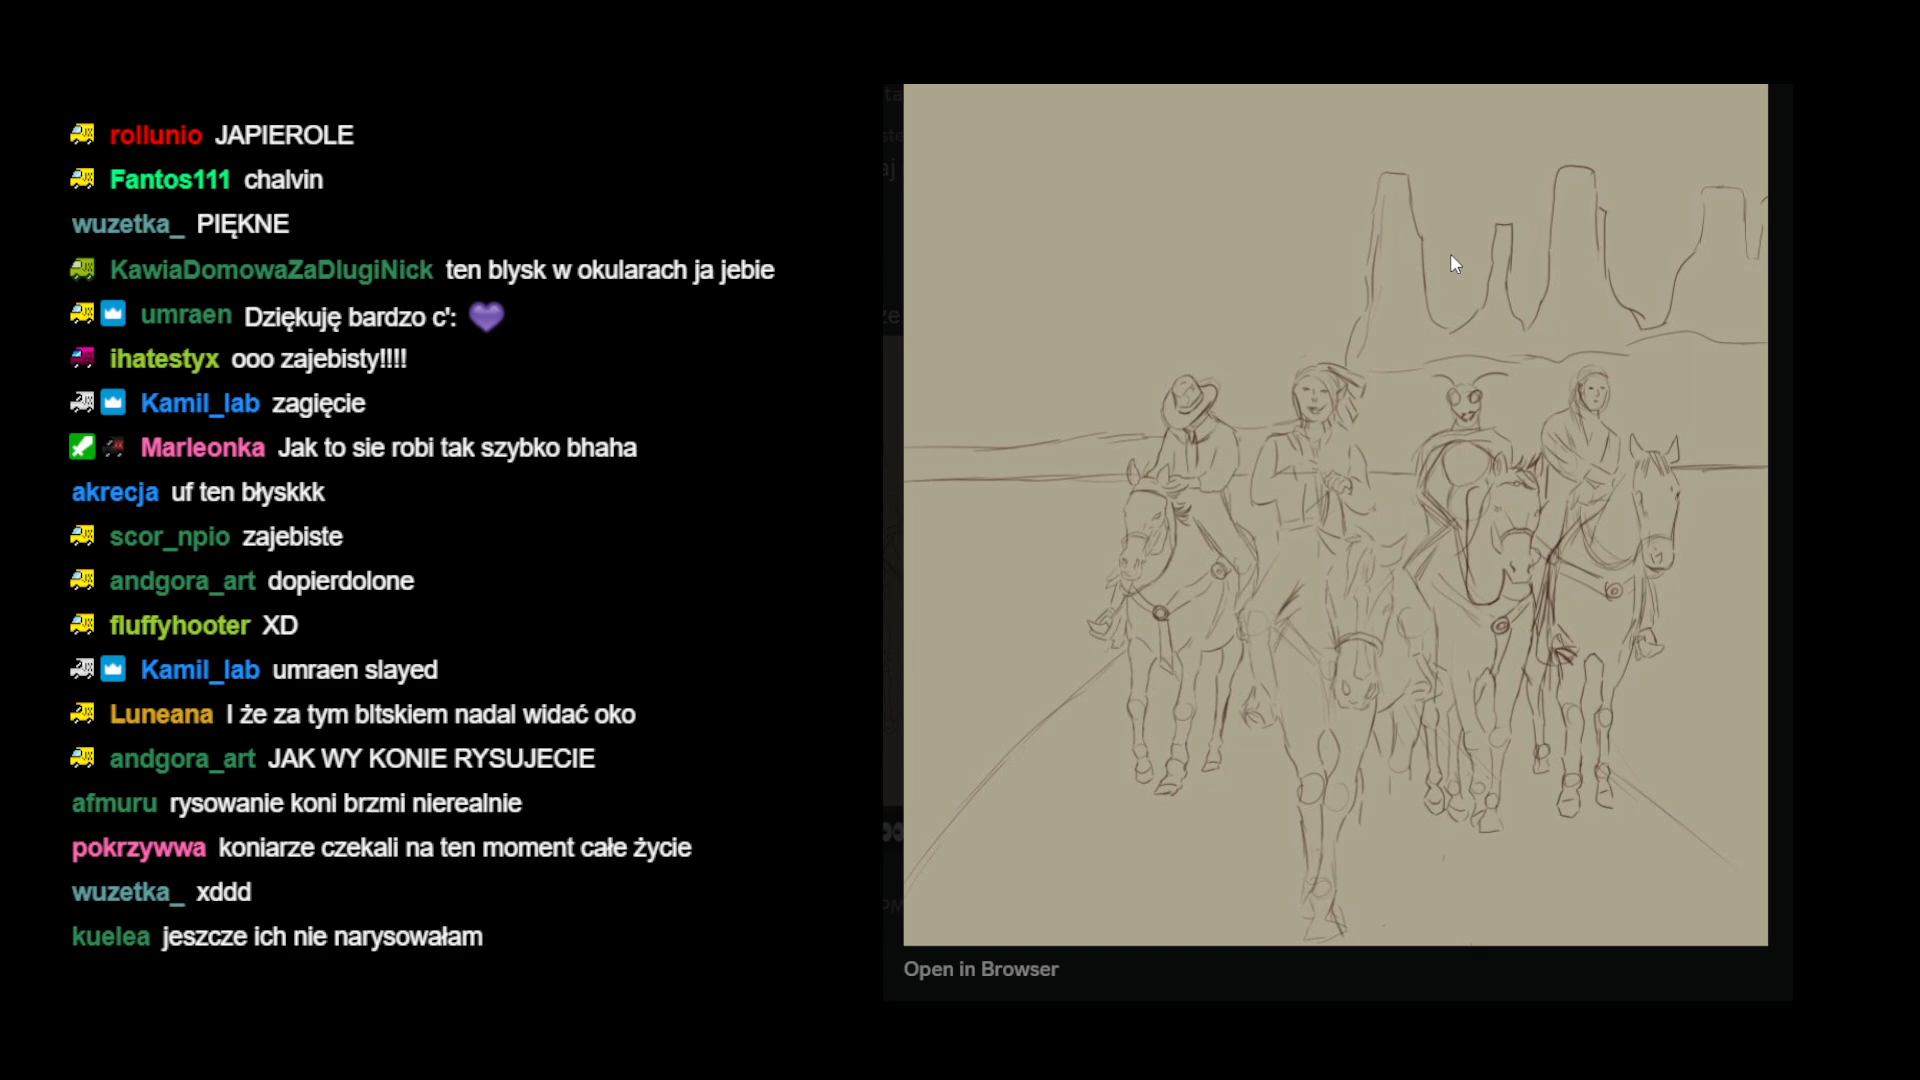 rollunio JAPIEROLE
Fantos111 chalvin
wuzetka_ PIĘKNE
KawiaDomowaZaDlugiNick ten blysk w okularach ja jebie
umraen Dziękuję bardzo c':
ihatestyx ooo zajebisty!!!!
Kamil_lab zagięcie
Marleonka Jak to sie robi tak szybko bhaha
akrecja uf ten błyskkk
scor_npio zajebiste
andgora_art dopierdolone
fluffyhooter XD
Kamil_lab umraen slayed
Luneana I że za tym bltskiem nadal widać oko
andgora_art JAK WY KONIE RYSUJECIE
afmuru rysowanie koni brzmi nierealnie
pokrzywwa koniarze czekali na ten moment całe życie
wuzetka_ xddd
kuelea jeszcze ich nie narysowałam
Open in Browser